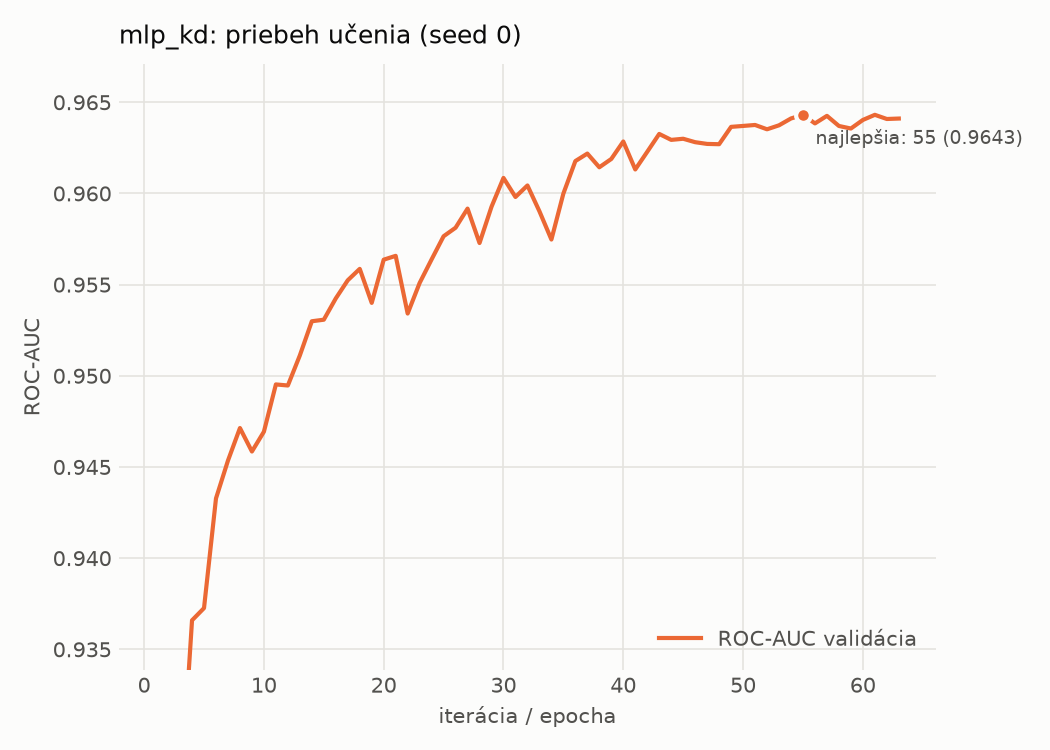 mlp_kd: priebeh učenia (seed 0)
0.965
0.960
0.955
0.950
0.945
0.940
0.935
ROC-AUC
najlepšia: 55 (0.9643)
ROC-AUC validácia
0 10 20 30 40 50 60
iterácia / epocha